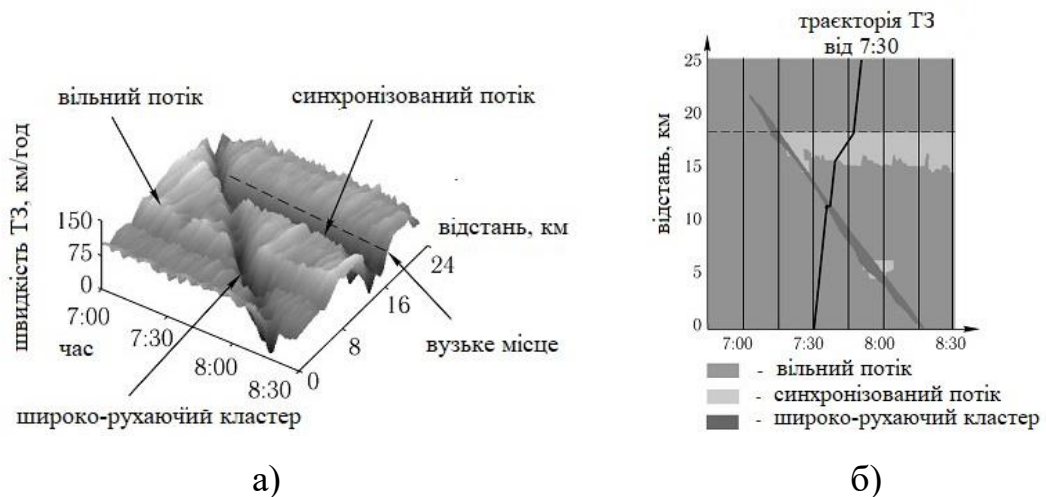 вільний потік
синхронізований потік
швидкість ТЗ, км/год
150
75
0
7:00
7:30
8:00
8:30
час
0
8
16
24
відстань, км
вузьке місце
широко-рухаючий кластер
а)
траєкторія ТЗ
від 7:30
відстань, км
25
20
15
10
5
0
7:00
7:30
8:00
8:30
- вільний потік
- синхронізований потік
- широко-рухаючий кластер
б)